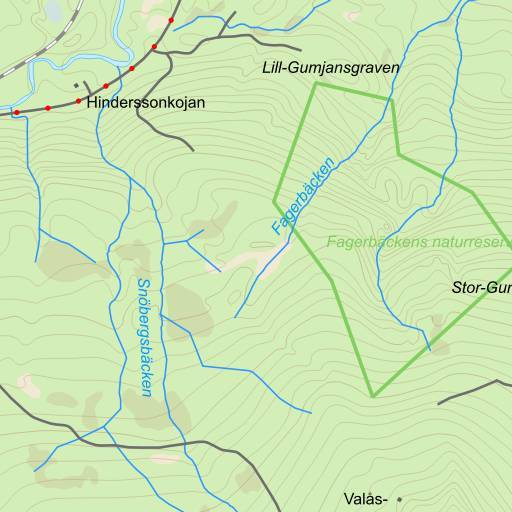 Lill-Gumjansgraven
Hinderssonkojan
Fagerbäcken
Fagerbäckens naturreser
Stor-Gum
Snöbergsbäcken
Valås-